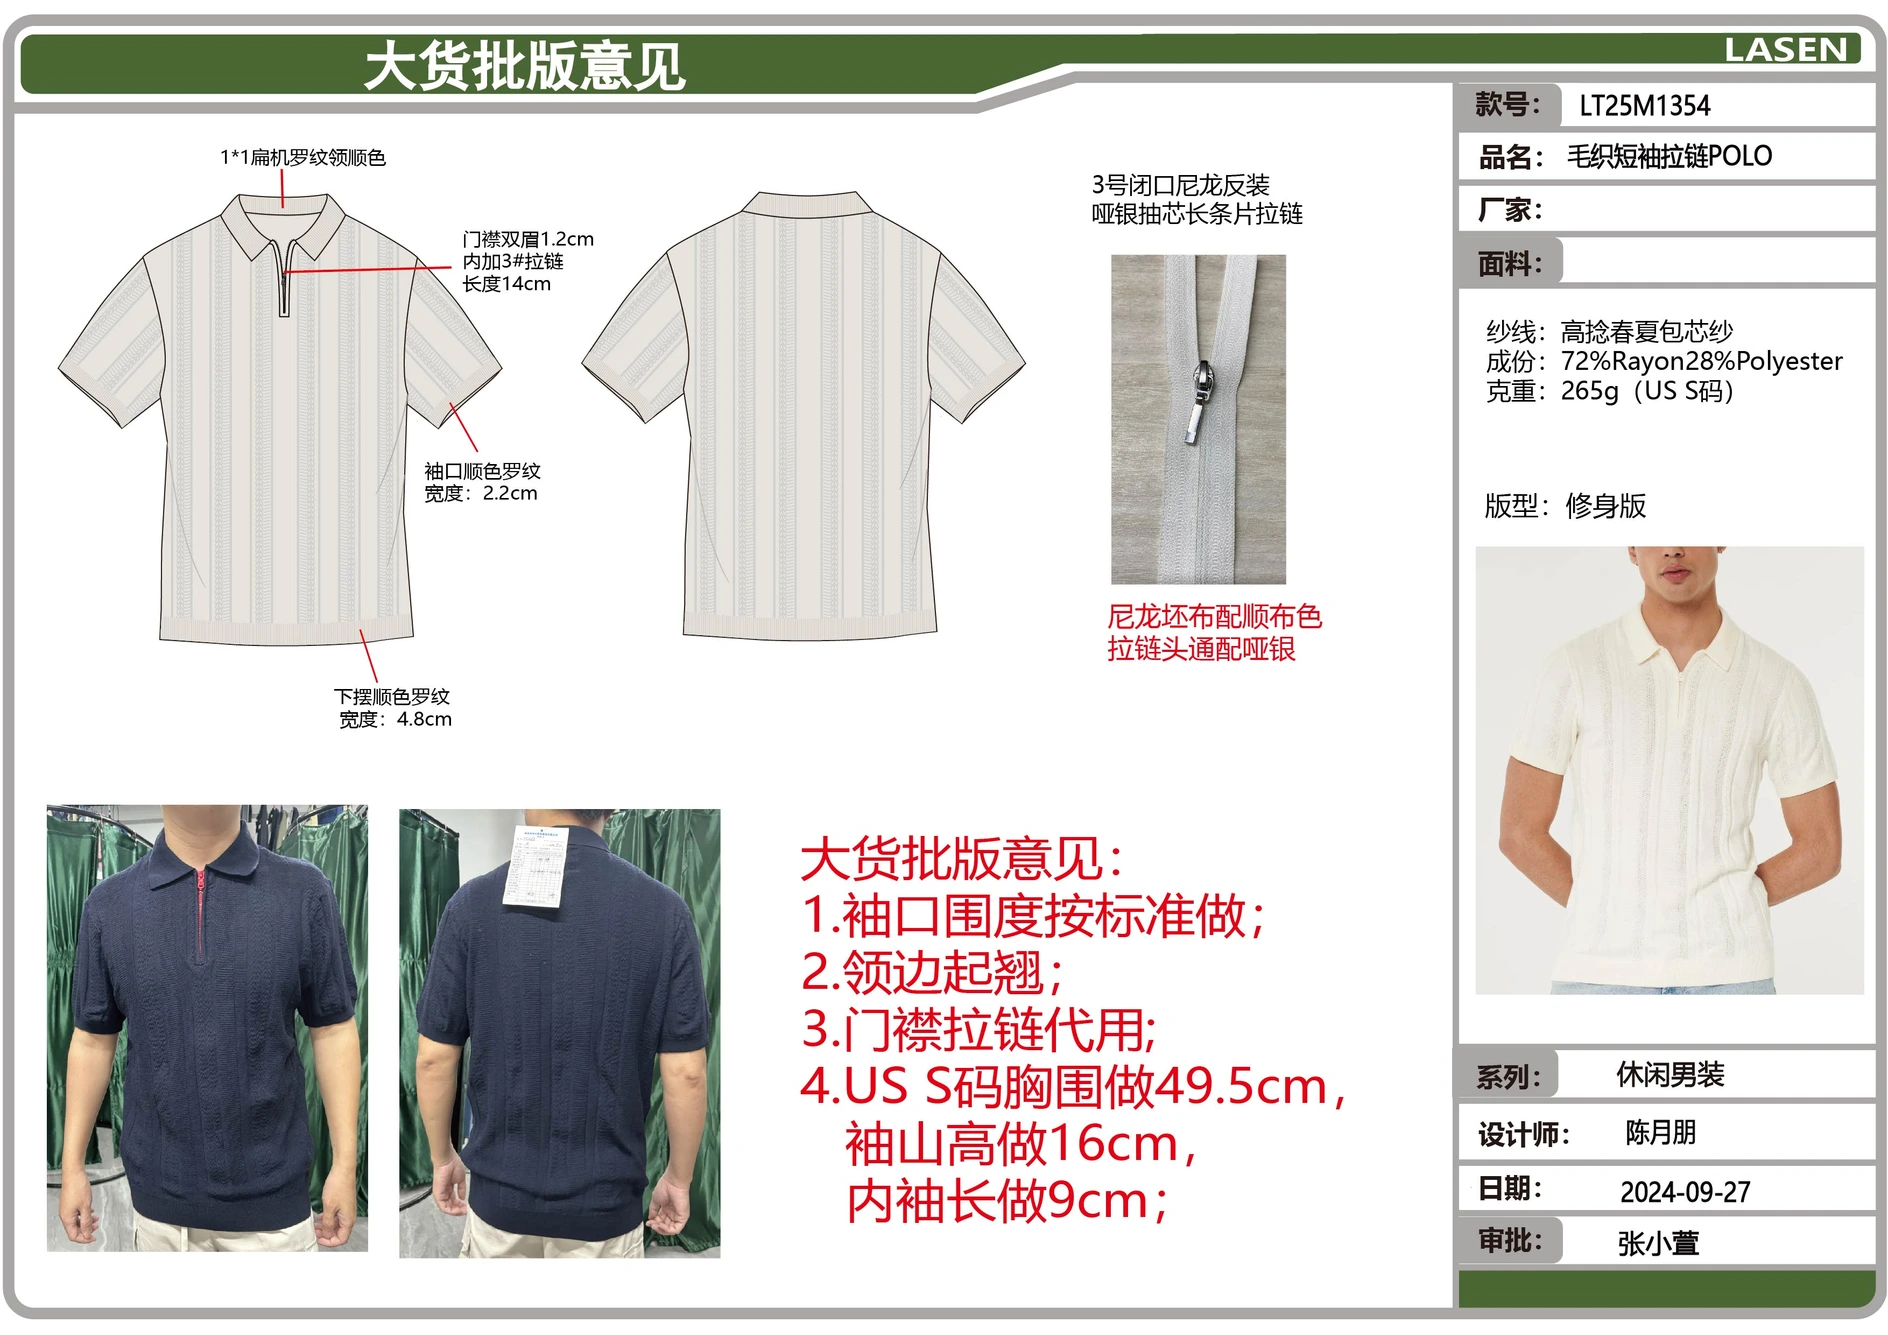 大货批版意见
LASEN
1*1扁机罗纹领顺色
门襟双眉1.2cm
内加3#拉链
长度14cm
袖口顺色罗纹
宽度：2.2cm
下摆顺色罗纹
宽度：4.8cm
3号闭口尼龙反装
哑银抽芯长条片拉链
尼龙坯布配顺布色
拉链头通配哑银
大货批版意见：
1.袖口围度按标准做；
2.领边起翘；
3.门襟拉链代用;
4.US S码胸围做49.5cm，
袖山高做16cm，
内袖长做9cm；
款号： LT25M1354
品名： 毛织短袖拉链POLO
厂家：
面料：
纱线：高捻春夏包芯纱
成份：72%Rayon28%Polyester
克重：265g（US S码）
版型：修身版
系列： 休闲男装
设计师： 陈月朋
日期： 2024-09-27
审批： 张小萱